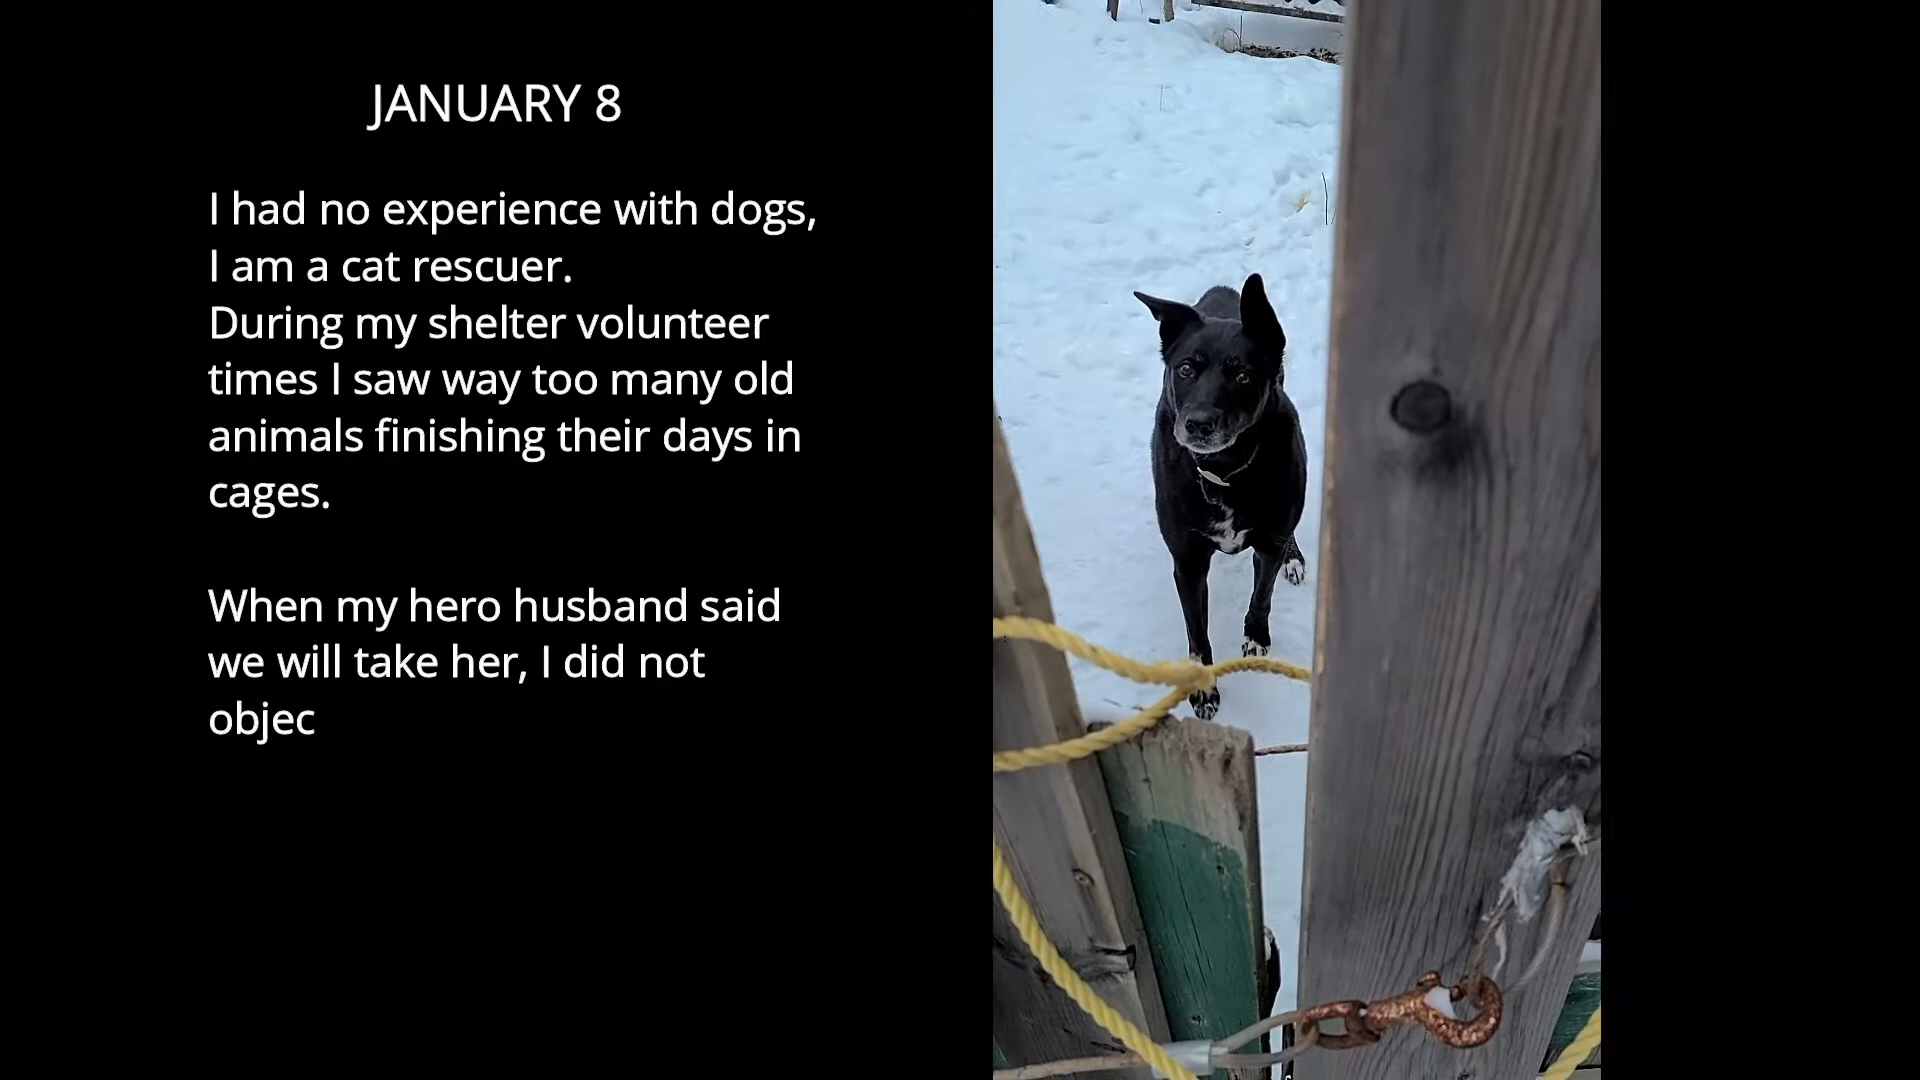 JANUARY 8
I had no experience with dogs,
I am a cat rescuer.
During my shelter volunteer
times I saw way too many old
animals finishing their days in
cages.
When my hero husband said
we will take her, I did not
objec